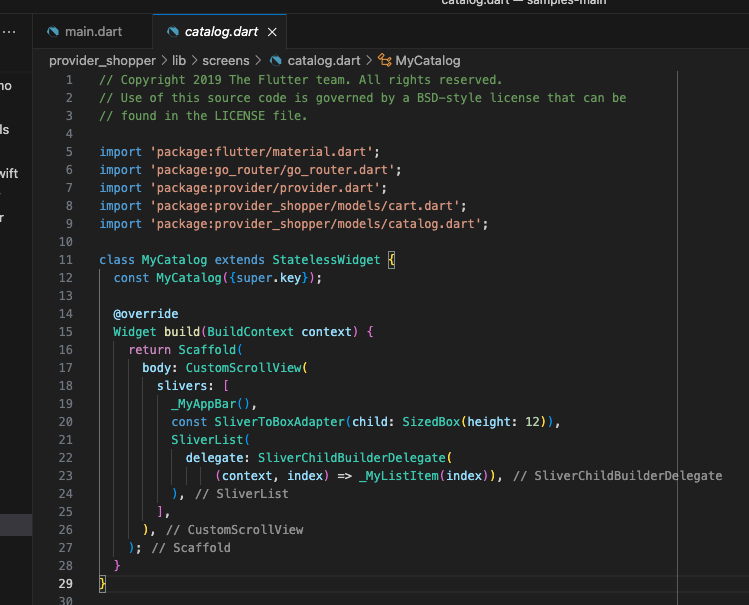 catalog.dart — samples-main
...
main.dart
catalog.dart ×
provider_shopper > lib > screens > catalog.dart > MyCatalog
1 // Copyright 2019 The Flutter team. All rights reserved.
2 // Use of this source code is governed by a BSD-style license that can be
3 // found in the LICENSE file.
4
5 import 'package:flutter/material.dart';
6 import 'package:go_router/go_router.dart';
7 import 'package:provider/provider.dart';
8 import 'package:provider_shopper/models/cart.dart';
9 import 'package:provider_shopper/models/catalog.dart';
10
11 class MyCatalog extends StatelessWidget {
12 const MyCatalog({super.key});
13
14 @override
15 Widget build(BuildContext context) {
16 return Scaffold(
17 body: CustomScrollView(
18 slivers: [
19 _MyAppBar(),
20 const SliverToBoxAdapter(child: SizedBox(height: 12)),
21 SliverList(
22 delegate: SliverChildBuilderDelegate(
23 (context, index) => _MyListItem(index)), // SliverChildBuilderDelegate
24 ), // SliverList
25 ],
26 ), // CustomScrollView
27 ); // Scaffold
28 }
29 }
30